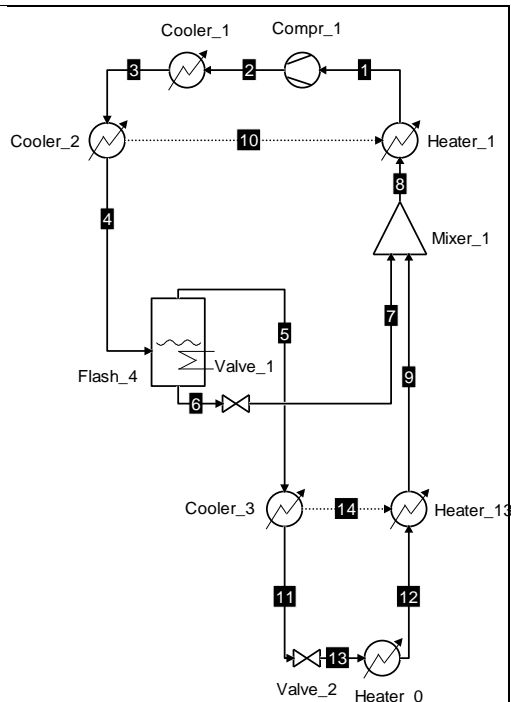 Cooler_1
Compr_1
3
2
1
Cooler_2
10
Heater_1
8
4
Mixer_1
7
5
Valve_1
Flash_4
9
6
Cooler_3
14
Heater_13
11
12
13
Valve_2
Heater_0